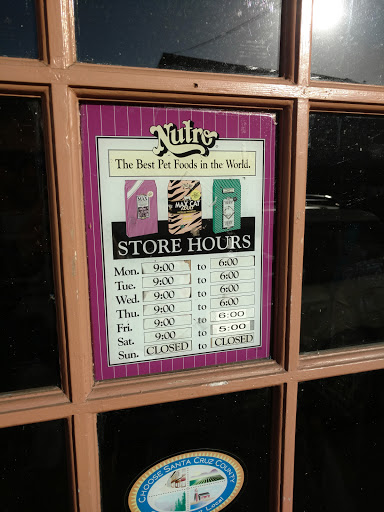 Nutro
The Best Pet Foods in the World.
MAX
MAX CAT
STORE HOURS
Mon. 9:00 to 6:00
Tue. 9:00 to 6:00
Wed. 9:00 to 6:00
Thu. 9:00 to 6:00
Fri. 9:00 to 6:00
Sat. 9:00 to 5:00
Sun. CLOSED to CLOSED
CHOOSE SANTA CRUZ COUNTY
Local